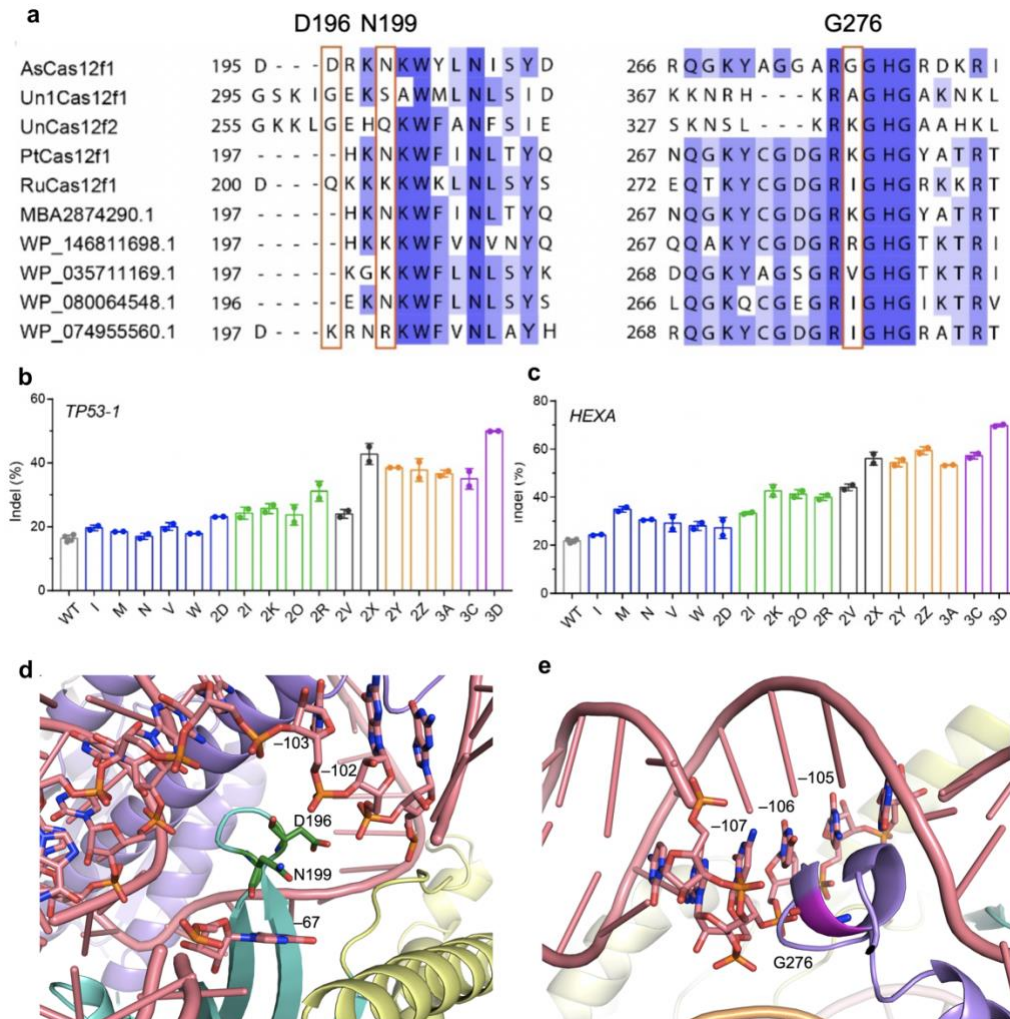 a
D196 N199 G276
AsCas12f1 195 D - - - D R K N K W Y L N I S Y D 266 R Q G K Y A G G A R G G H G R D K R I
Un1Cas12f1 295 G S K I G E K S A W M L N L S I D 367 K K N R H - - - K R A G H G A K N K L
UnCas12f2 255 G K K L G E H Q K W F A N F S I E 327 S K N S L - - - K R K G H G A A H K L
PtCas12f1 197 - - - - - H K N K W F I N L T Y Q 267 N Q G K Y C G D G R K G H G Y A T R T
RuCas12f1 200 D - - - Q K K K K W K L N L S Y S 272 E Q T K Y C G D G R I G H G R K K R T
MBA2874290.1 197 - - - - - H K N K W F I N L T Y Q 267 N Q G K Y C G D G R K G H G Y A T R T
WP_146811698.1 197 - - - - - H K K K W F V N V N Y Q 267 Q Q A K Y C G D G R R G H G T K T R I
WP_035711169.1 197 - - - - - K G K K W F L N L S Y K 268 D Q G K Y A G S G R V G H G T K T R I
WP_080064548.1 196 - - - - - E K N K W F L N L S Y S 266 L Q G K Q C G E G R I G H G I K T R V
WP_074955560.1 197 D - - - K R N R K W F V N L A Y H 268 R Q G K Y C G D G R I G H G R A T R T
b
TP53-1
Indel (%)
60
40
20
0
WT I M N V W 2D 2I 2K 2O 2R 2V 2X 2Y 2Z 3A 3C 3D
c
HEXA
Indel (%)
80
60
40
20
0
WT I M N V W 2D 2I 2K 2O 2R 2V 2X 2Y 2Z 3A 3C 3D
d
–103
–102
D196
N199
–67
e
–105
–106
–107
G276